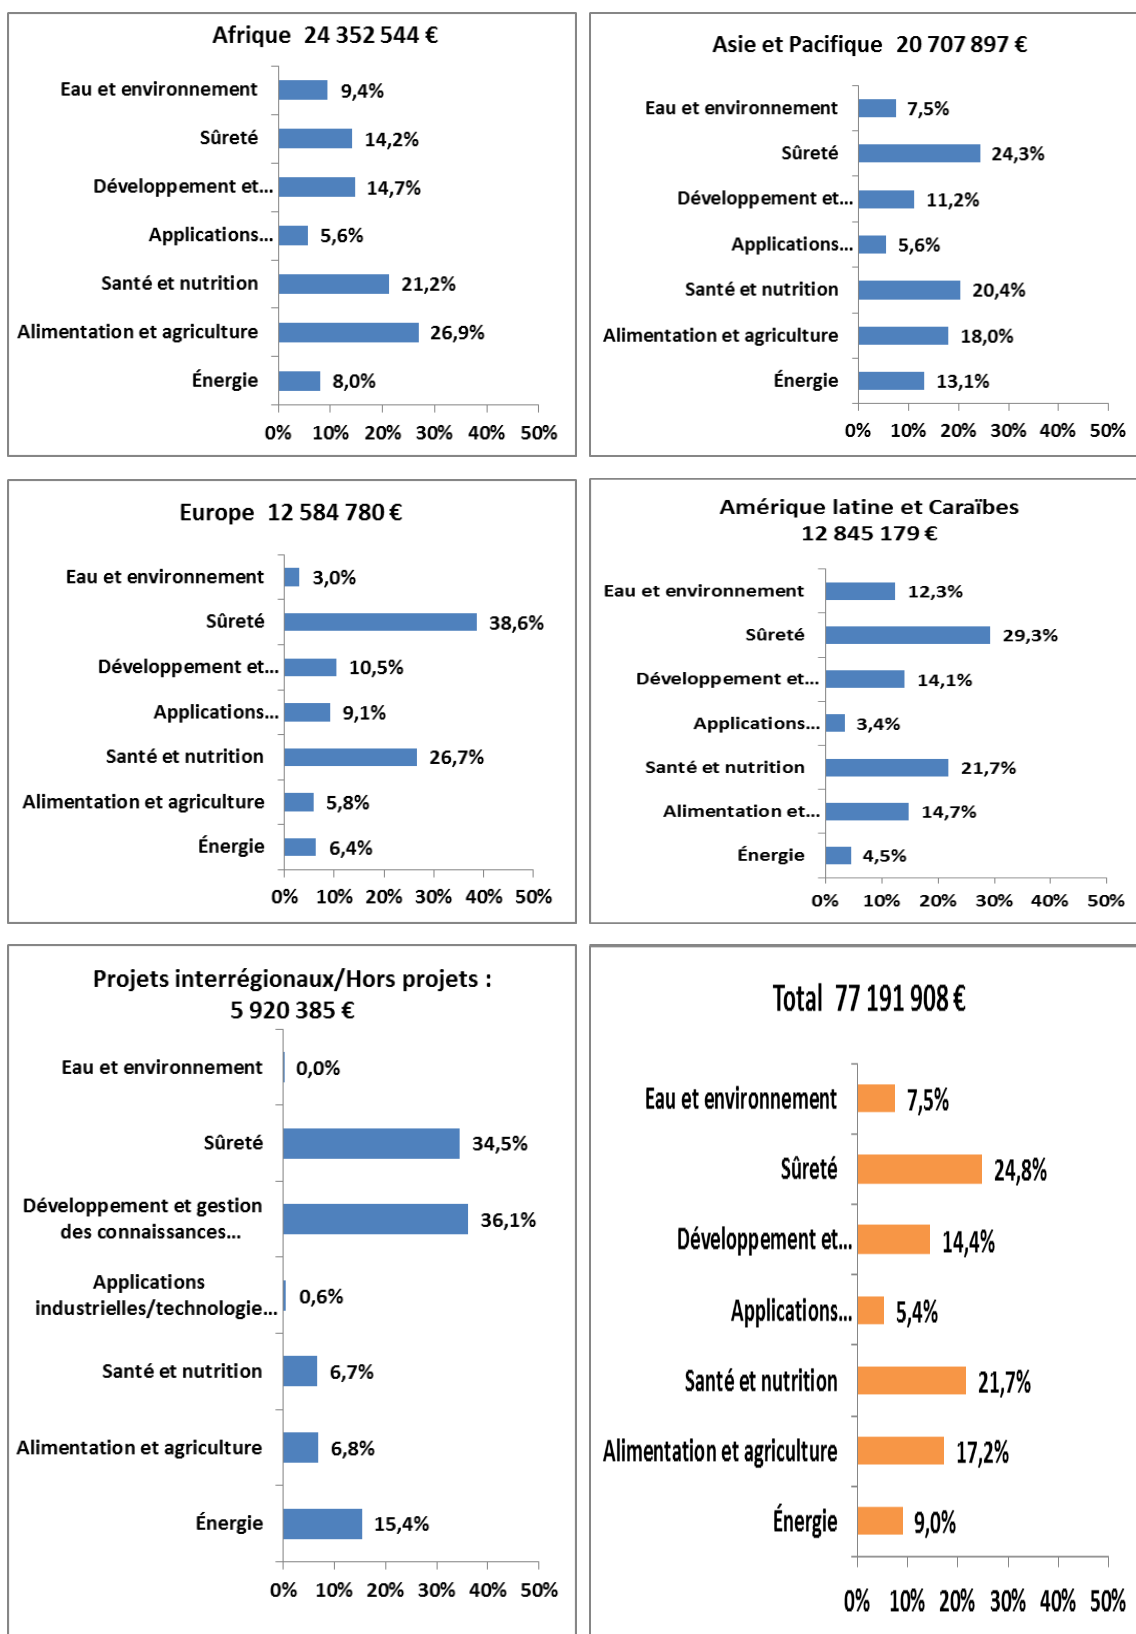 Afrique 24 352 544 €
Eau et environnement 9,4%
Sûreté 14,2%
Développement et... 14,7%
Applications... 5,6%
Santé et nutrition 21,2%
Alimentation et agriculture 26,9%
Énergie 8,0%
0% 10% 20% 30% 40% 50%
Asie et Pacifique 20 707 897 €
Eau et environnement 7,5%
Sûreté 24,3%
Développement et... 11,2%
Applications... 5,6%
Santé et nutrition 20,4%
Alimentation et agriculture 18,0%
Énergie 13,1%
0% 10% 20% 30% 40% 50%
Europe 12 584 780 €
Eau et environnement 3,0%
Sûreté 38,6%
Développement et... 10,5%
Applications... 9,1%
Santé et nutrition 26,7%
Alimentation et agriculture 5,8%
Énergie 6,4%
0% 10% 20% 30% 40% 50%
Amérique latine et Caraïbes
12 845 179 €
Eau et environnement 12,3%
Sûreté 29,3%
Développement et... 14,1%
Applications... 3,4%
Santé et nutrition 21,7%
Alimentation et... 14,7%
Énergie 4,5%
0% 10% 20% 30% 40% 50%
Projets interrégionaux/Hors projets :
5 920 385 €
Eau et environnement 0,0%
Sûreté 34,5%
Développement et gestion
des connaissances... 36,1%
Applications
industrielles/technologie... 0,6%
Santé et nutrition 6,7%
Alimentation et agriculture 6,8%
Énergie 15,4%
0% 10% 20% 30% 40% 50%
Total 77 191 908 €
Eau et environnement 7,5%
Sûreté 24,8%
Développement et... 14,4%
Applications... 5,4%
Santé et nutrition 21,7%
Alimentation et agriculture 17,2%
Énergie 9,0%
0% 10% 20% 30% 40% 50%